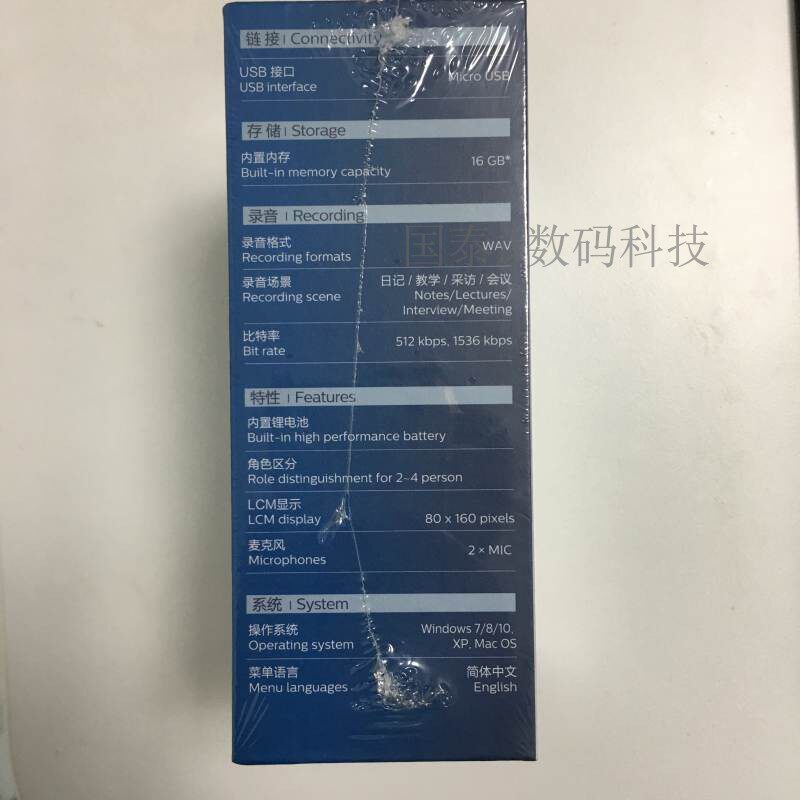 链接 | Connectivity
USB 接口
USB interface
Micro USB
存储 | Storage
内置内存
Built-in memory capacity
16 GB*
录音 | Recording
国泰 数码科技
录音格式
Recording formats
WAV
录音场景
Recording scene
日记 / 教学 / 采访 / 会议
Notes/Lectures/
Interview/Meeting
比特率
Bit rate
512 kbps, 1536 kbps
特性 | Features
内置锂电池
Built-in high performance battery
角色区分
Role distinguishment for 2~4 person
LCM显示
LCM display
80 x 160 pixels
麦克风
Microphones
2 × MIC
系统 | System
操作系统
Operating system
Windows 7/8/10,
XP, Mac OS
菜单语言
Menu languages
简体中文
English